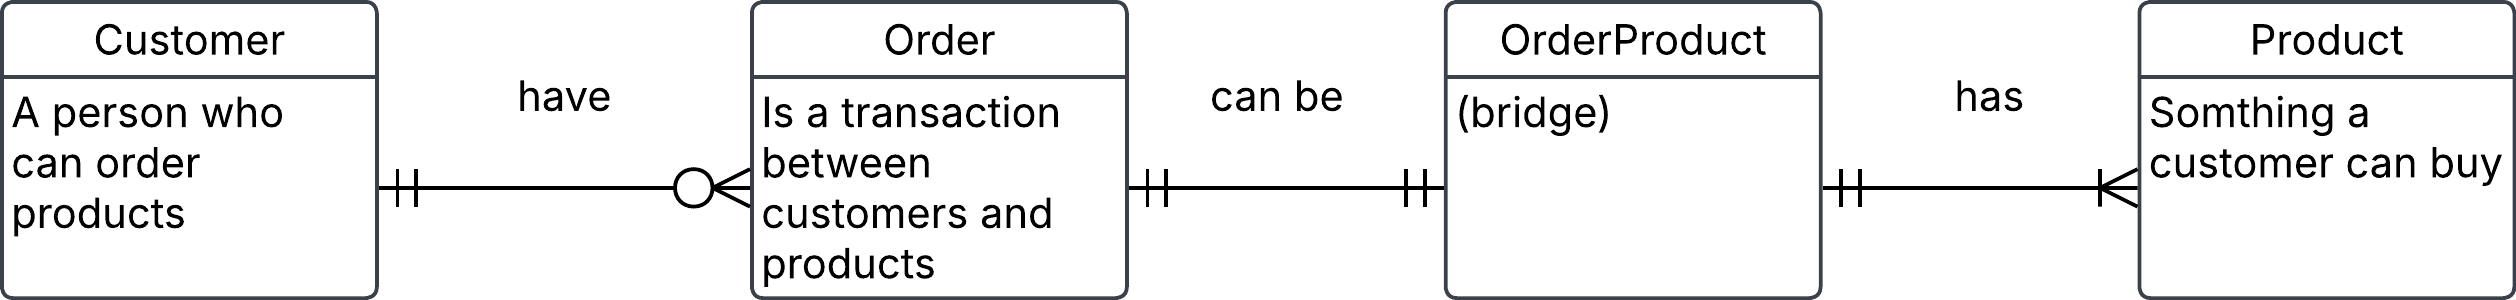 Customer
A person who
can order
products
have
Order
Is a transaction
between
customers and
products
can be
OrderProduct
(bridge)
has
Product
Somthing a
customer can buy